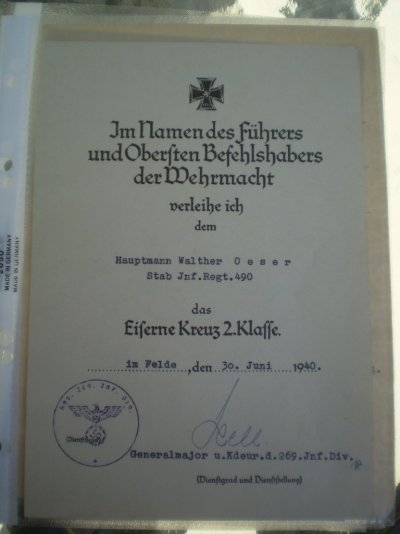 Im Namen des Führers
und Obersten Befehlshabers
der Wehrmacht
verleihe ich
dem
Hauptmann Walther O e s e r
Stab Jnf.Regt.490
das
Eiserne Kreuz 2.Klasse.
im Felde ,den 30. Juni 1940.
(Dienstsiegel)
Generalmajor u.Kdeur.d.269.Jnf.Div.
(Dienstgrad und Dienststellung)
MADE IN GERMANY